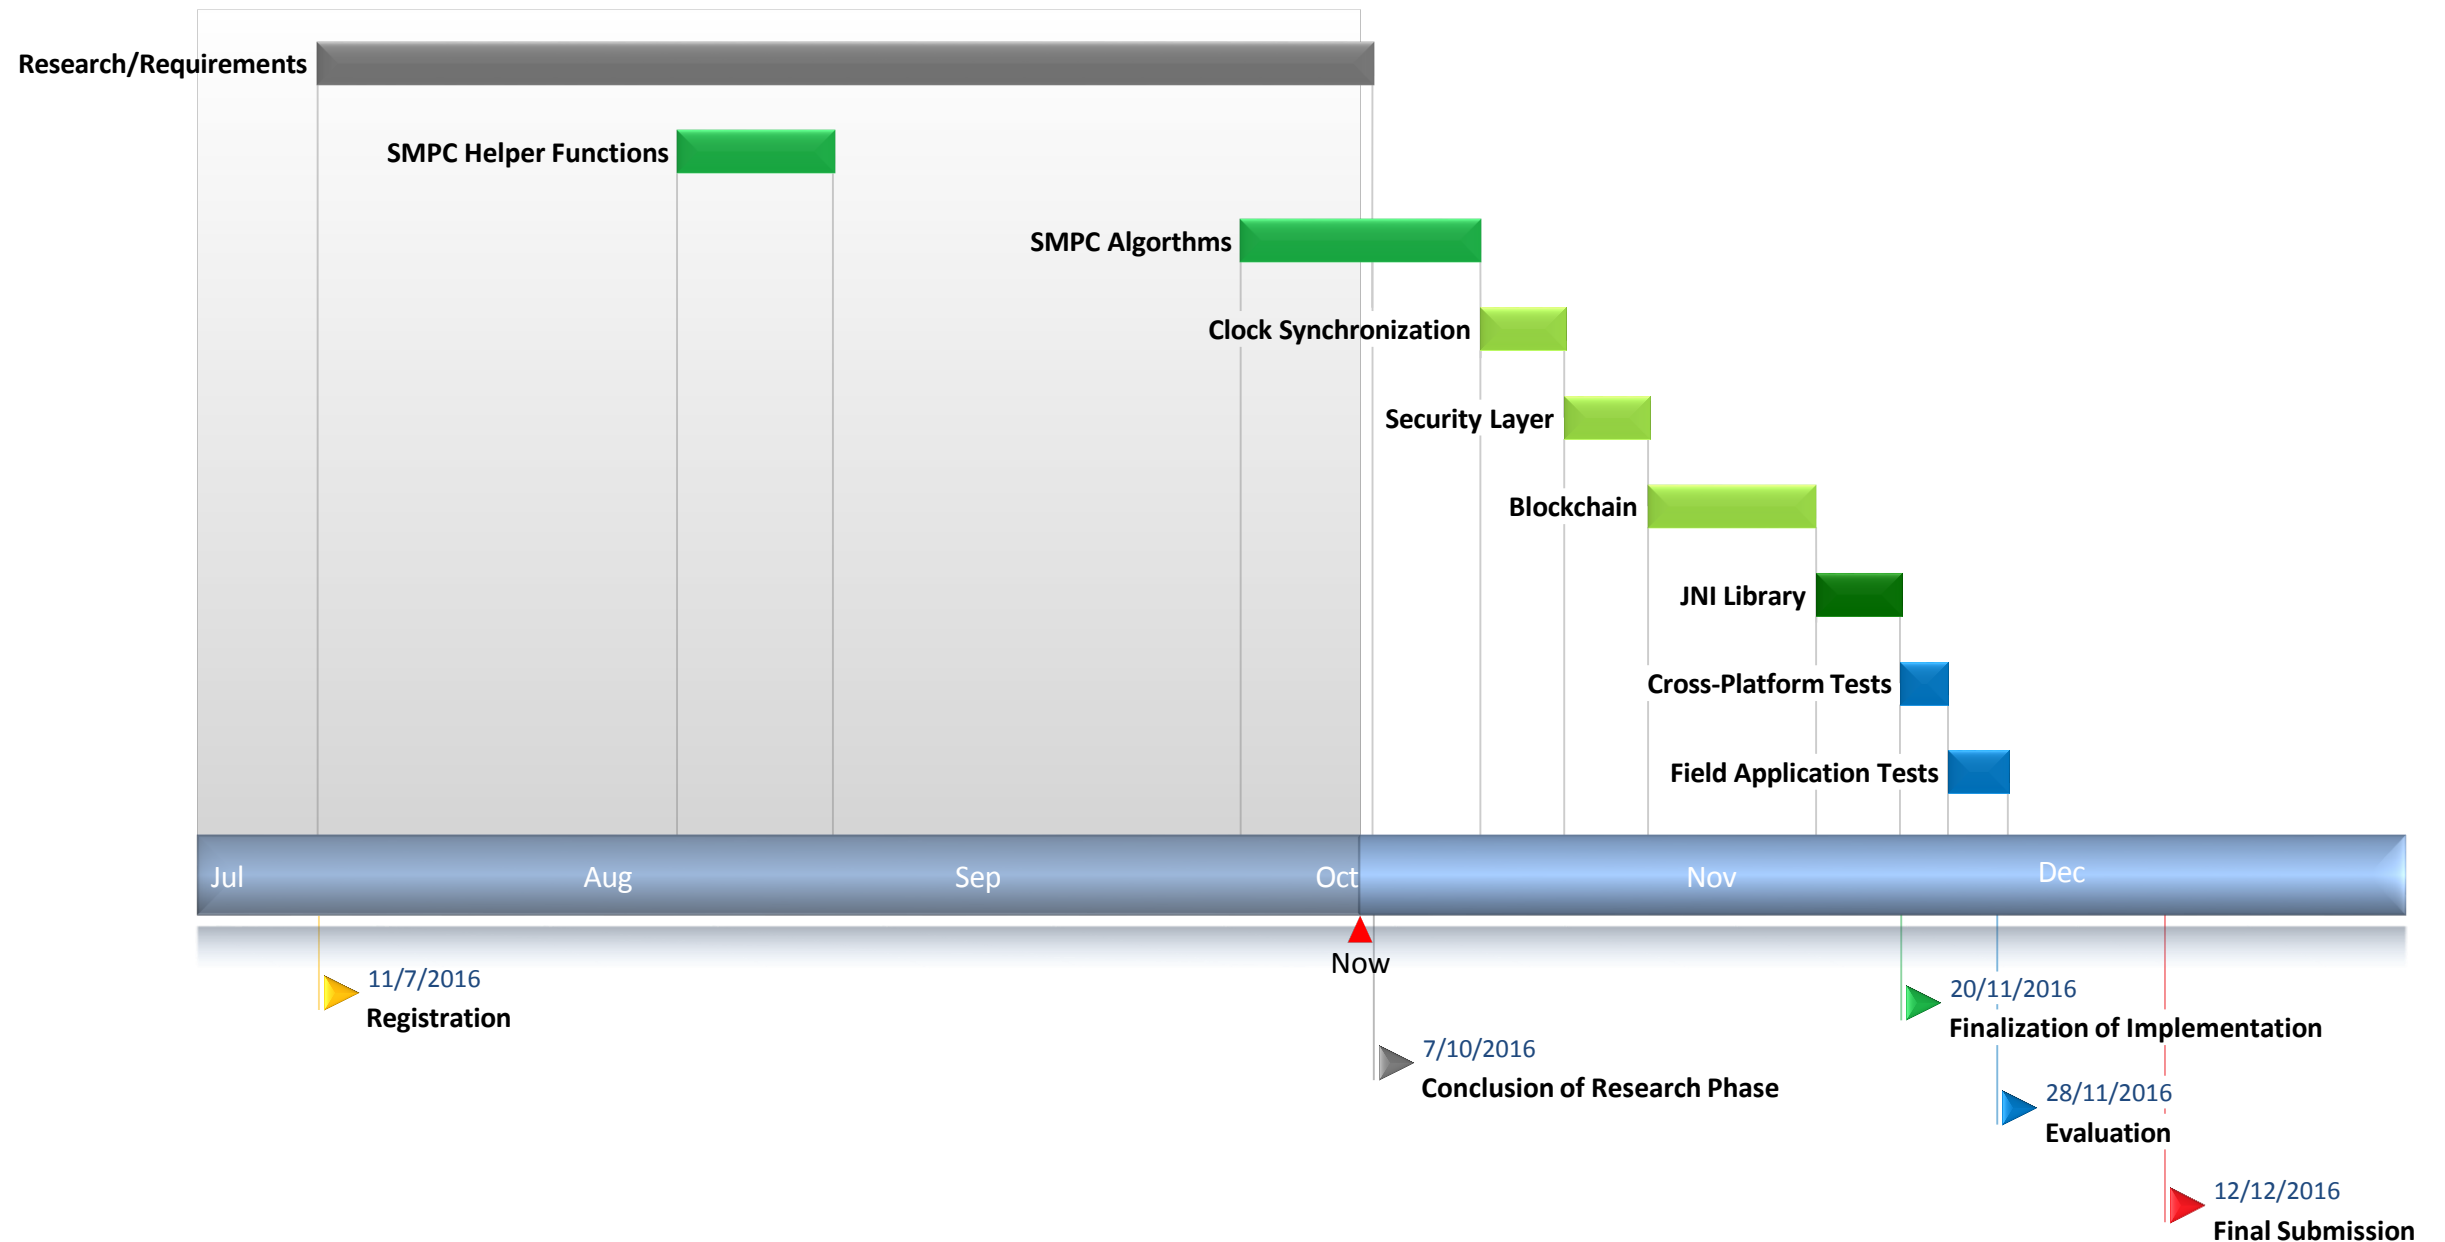 Research/Requirements
SMPC Helper Functions
SMPC Algorthms
Clock Synchronization
Security Layer
Blockchain
JNI Library
Cross-Platform Tests
Field Application Tests
Jul Aug Sep Oct Nov Dec
Now
11/7/2016
Registration
7/10/2016
Conclusion of Research Phase
20/11/2016
Finalization of Implementation
28/11/2016
Evaluation
12/12/2016
Final Submission